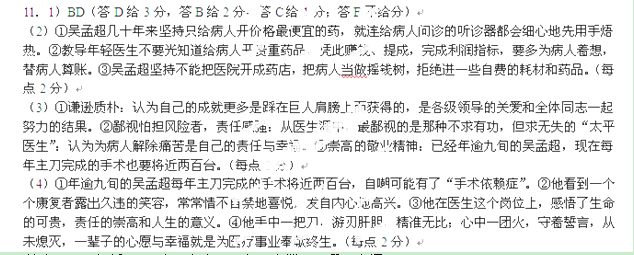 11. 1）BD（答D给3分，答B给2分，答C给1分；答F不给分）
（2）①吴孟超几十年来坚持只给病人开价格最便宜的药，就连给病人问诊的听诊器都会细心地先用手焐
热。②教导年轻医生不要光知道给病人开贵重药品，凭此赚钱、提成，完成利润指标，要多为病人着想，
替病人算账。③吴孟超坚持不能把医院开成药店，把病人当做摇钱树，拒绝进一些自费的耗材和药品。（每
点2分）
（3）①谦逊质朴：认为自己的成就更多是踩在巨人肩膀上而获得的，是各级领导的关爱和全体同志一起
努力的结果。②鄙视怕担风险者，责任感强：从医生涯中，最鄙视的是那种不求有功，但求无失的“太平
医生”：认为为病人解除痛苦是自己的责任与幸福。③崇高的敬业精神：已经年逾九旬的吴孟超，现在每
年主刀完成的手术也要将近两百台。（每点 分）
（4）①年逾九旬的吴孟超每年主刀完成的手术将近两百台，自嘲可能有了“手术依赖症”。②他看到一个
个康复者露出久违的笑容，常常情不自禁地喜悦，发自内心地高兴。③他在医生这个岗位上，感悟了生命
的可贵，责任的崇高和人生的意义。④他手中一把刀，游刃肝胆，精准无比；心中一团火，守着誓言，从
未熄灭，一辈子的心愿与幸福就是为医疗事业奉献终生。（每点2分）